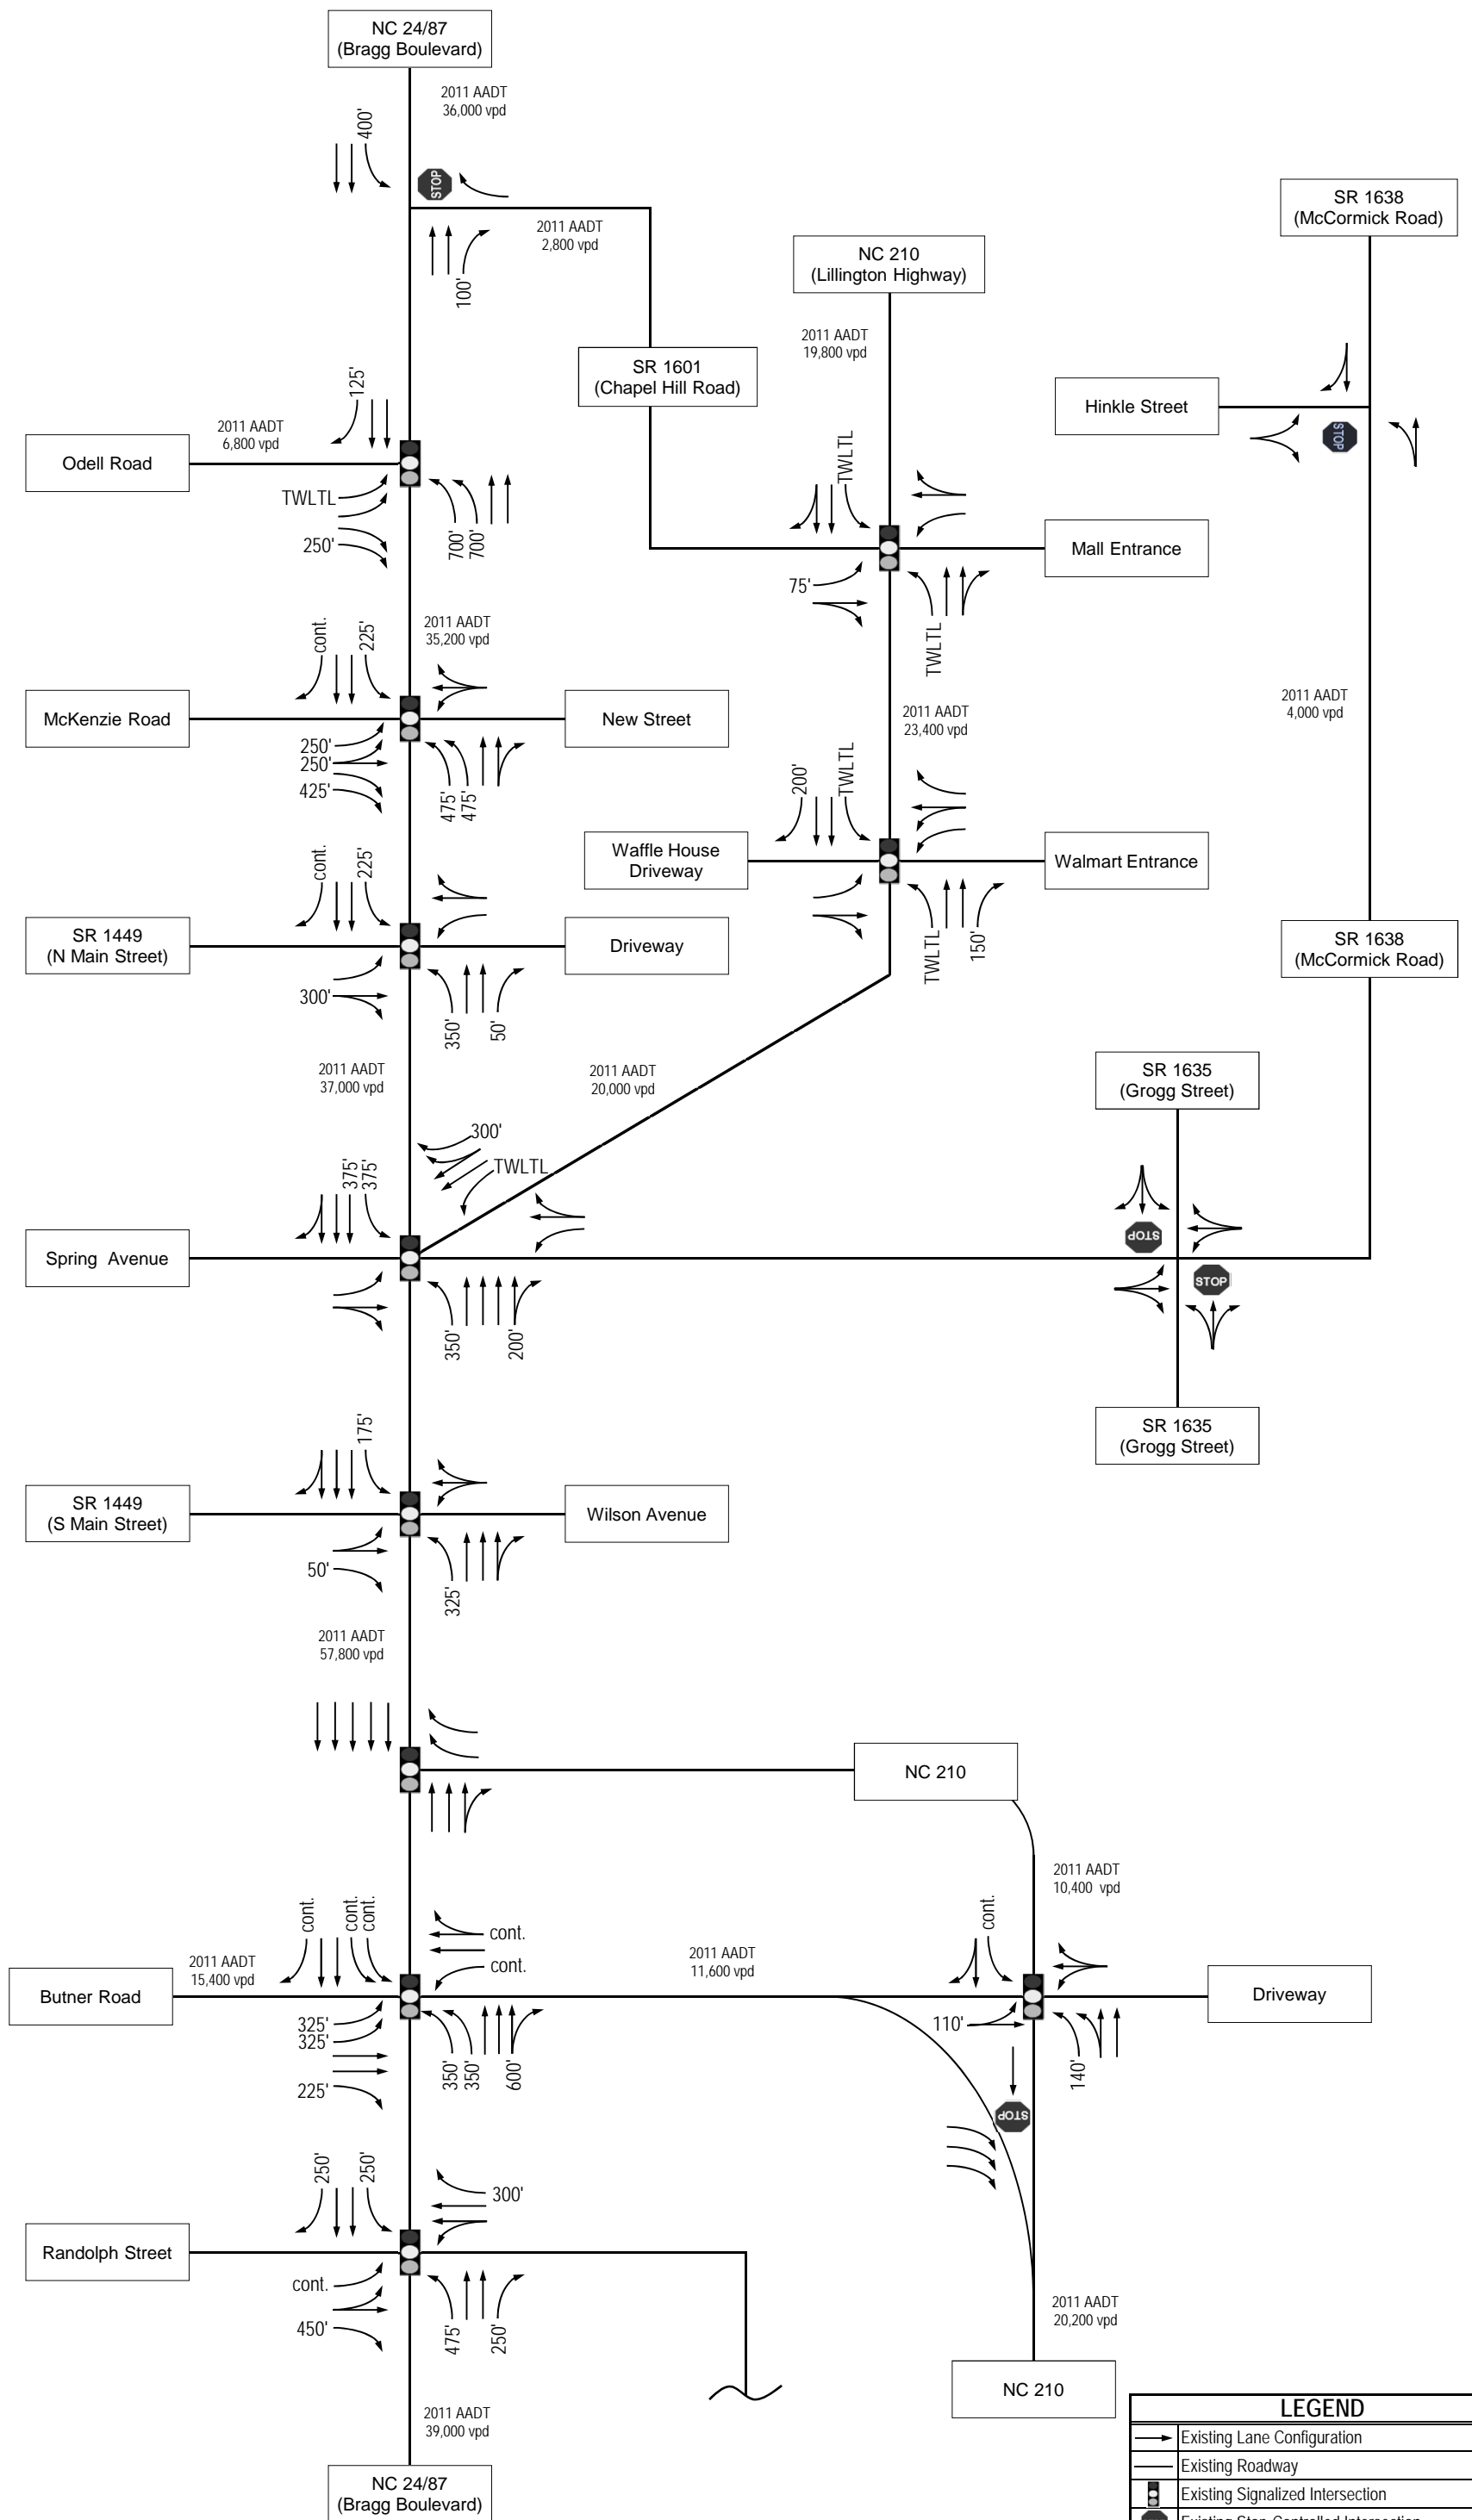 NC 24/87
(Bragg Boulevard)
2011 AADT
36,000 vpd
400'
STOP
2011 AADT
2,800 vpd
100'
SR 1638
(McCormick Road)
NC 210
(Lillington Highway)
2011 AADT
19,800 vpd
SR 1601
(Chapel Hill Road)
Hinkle Street
STOP
125'
2011 AADT
6,800 vpd
Odell Road
TWLTL
250'
700'
700'
TWLTL
Mall Entrance
75'
TWLTL
2011 AADT
35,200 vpd
cont.
225'
McKenzie Road
New Street
250'
250'
425'
475'
475'
2011 AADT
23,400 vpd
2011 AADT
4,000 vpd
200'
TWLTL
Waffle House
Driveway
Walmart Entrance
TWLTL
150'
cont.
225'
SR 1449
(N Main Street)
Driveway
300'
350'
50'
SR 1638
(McCormick Road)
2011 AADT
37,000 vpd
2011 AADT
20,000 vpd
SR 1635
(Grogg Street)
300'
TWLTL
375'
375'
Spring Avenue
350'
200'
STOP
STOP
SR 1635
(Grogg Street)
175'
SR 1449
(S Main Street)
Wilson Avenue
50'
325'
2011 AADT
57,800 vpd
NC 210
2011 AADT
10,400 vpd
cont.
cont.
cont.
cont.
cont.
2011 AADT
15,400 vpd
2011 AADT
11,600 vpd
cont.
Butner Road
Driveway
325'
325'
225'
350'
350'
600'
110'
140'
STOP
250'
250'
300'
Randolph Street
cont.
450'
475'
250'
2011 AADT
20,200 vpd
NC 210
2011 AADT
39,000 vpd
NC 24/87
(Bragg Boulevard)
LEGEND
Existing Lane Configuration
Existing Roadway
Existing Signalized Intersection
Existing Stop-Controlled Intersection